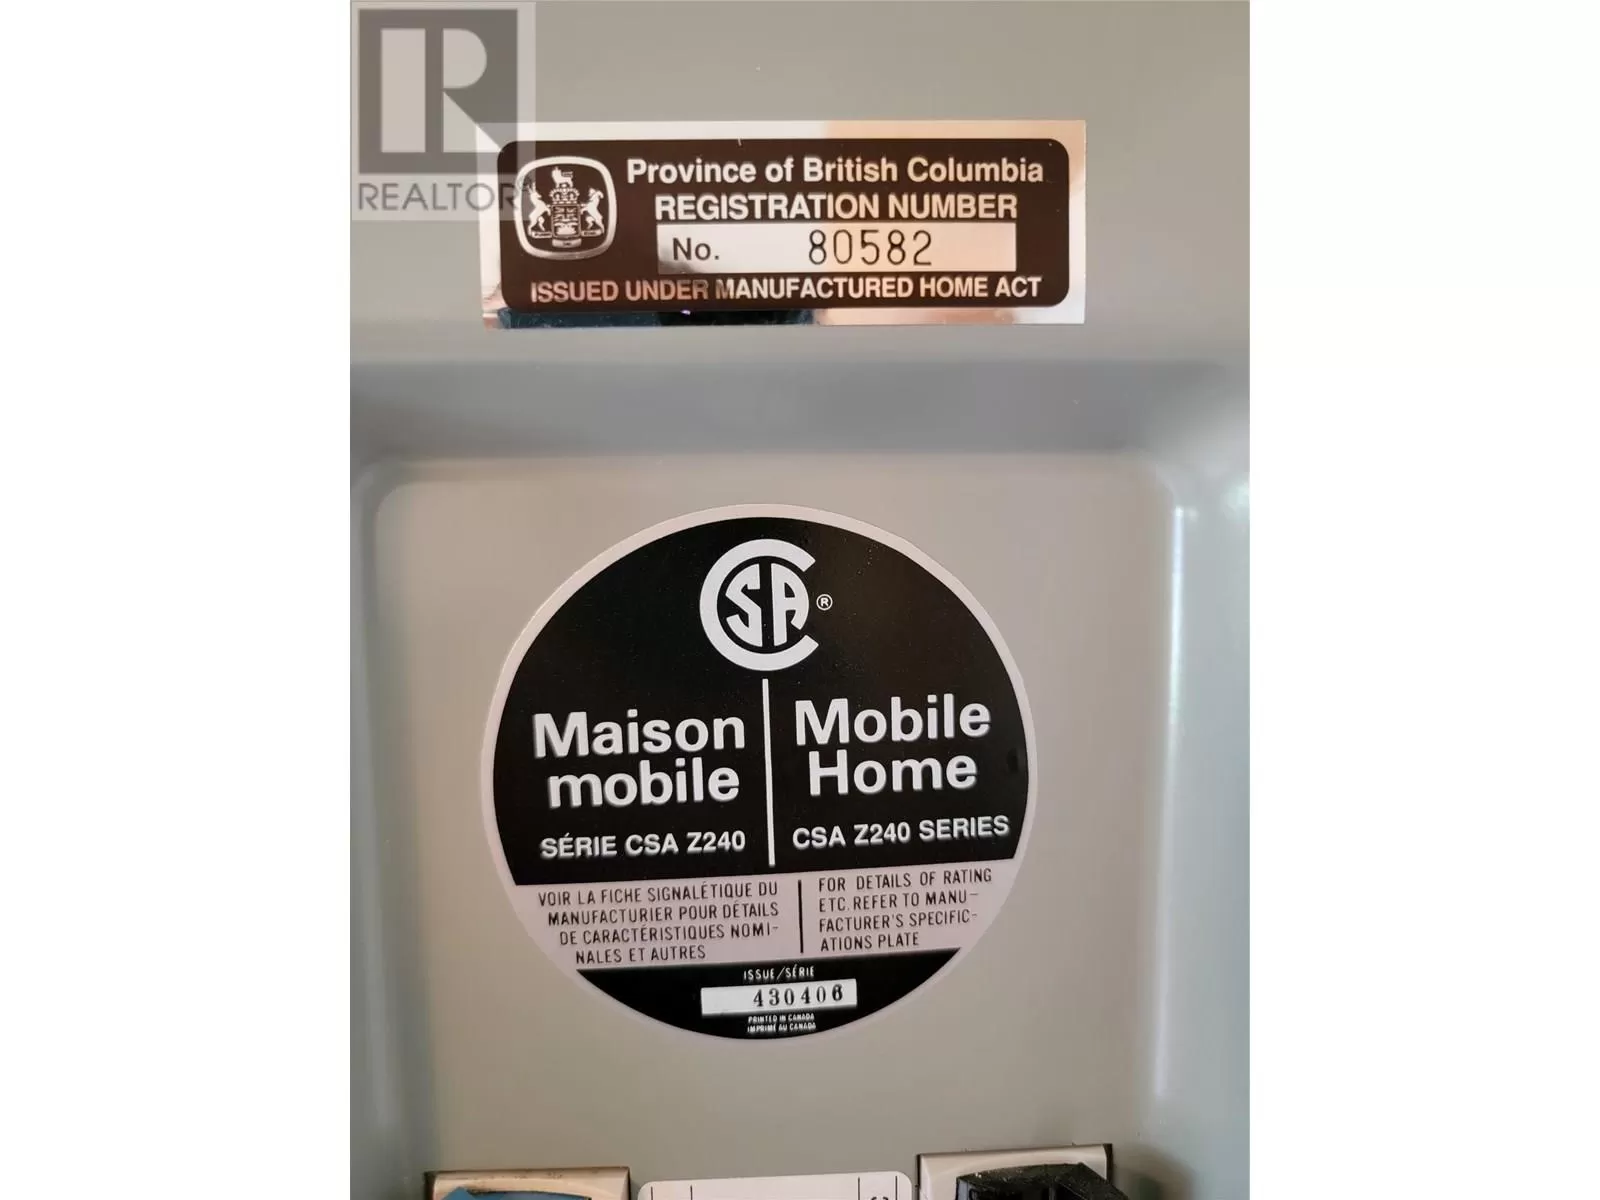 REALTOR
Province of British Columbia
REGISTRATION NUMBER
No. 80582
ISSUED UNDER MANUFACTURED HOME ACT
CSA ®
Maison
mobile
SÉRIE CSA Z240
Mobile
Home
CSA Z240 SERIES
VOIR LA FICHE SIGNALÉTIQUE DU
MANUFACTURIER POUR DÉTAILS
DE CARACTÉRISTIQUES NOMI-
NALES ET AUTRES
FOR DETAILS OF RATING
ETC. REFER TO MANU-
FACTURER'S SPECIFIC-
ATIONS PLATE
ISSUE/SÉRIE
430406
PRINTED IN CANADA
IMPRIMÉ AU CANADA